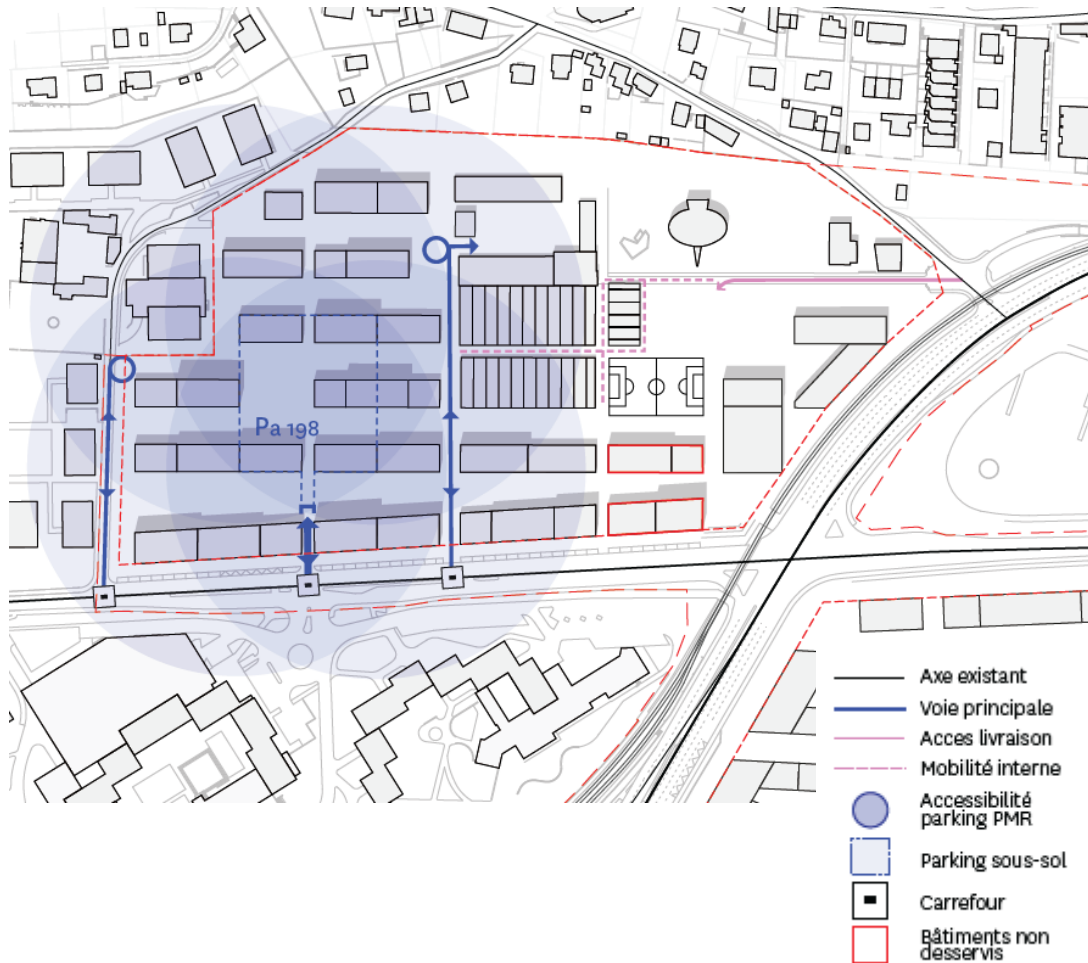 Pa 198
Axe existant
Voie principale
Acces livraison
Mobilité interne
Accessibilité
parking PMR
Parking sous-sol
Carrefour
Bâtiments non
desservis